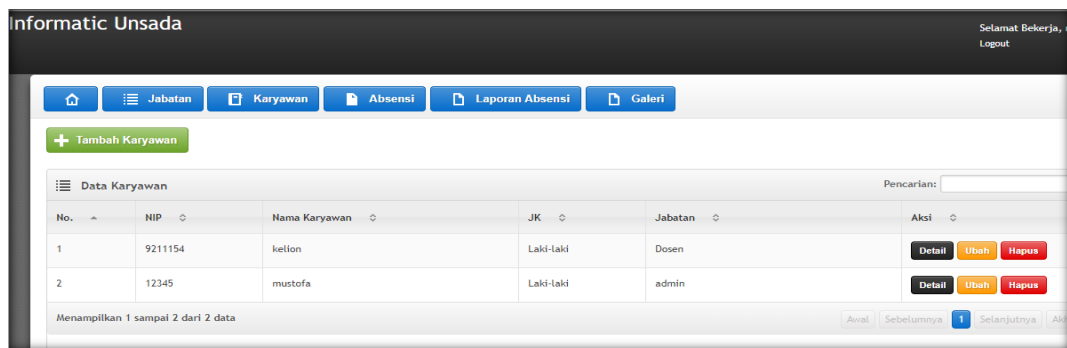 Informatic Unsada
Selamat Bekerja,
Logout
Jabatan Karyawan Absensi Laporan Absensi Galeri
Tambah Karyawan
Data Karyawan Pencarian:
No. NIP Nama Karyawan JK Jabatan Aksi
1 9211154 kelion Laki-laki Dosen Detail Ubah Hapus
2 12345 mustofa Laki-laki admin Detail Ubah Hapus
Menampilkan 1 sampai 2 dari 2 data Awal Sebelumnya 1 Selanjutnya